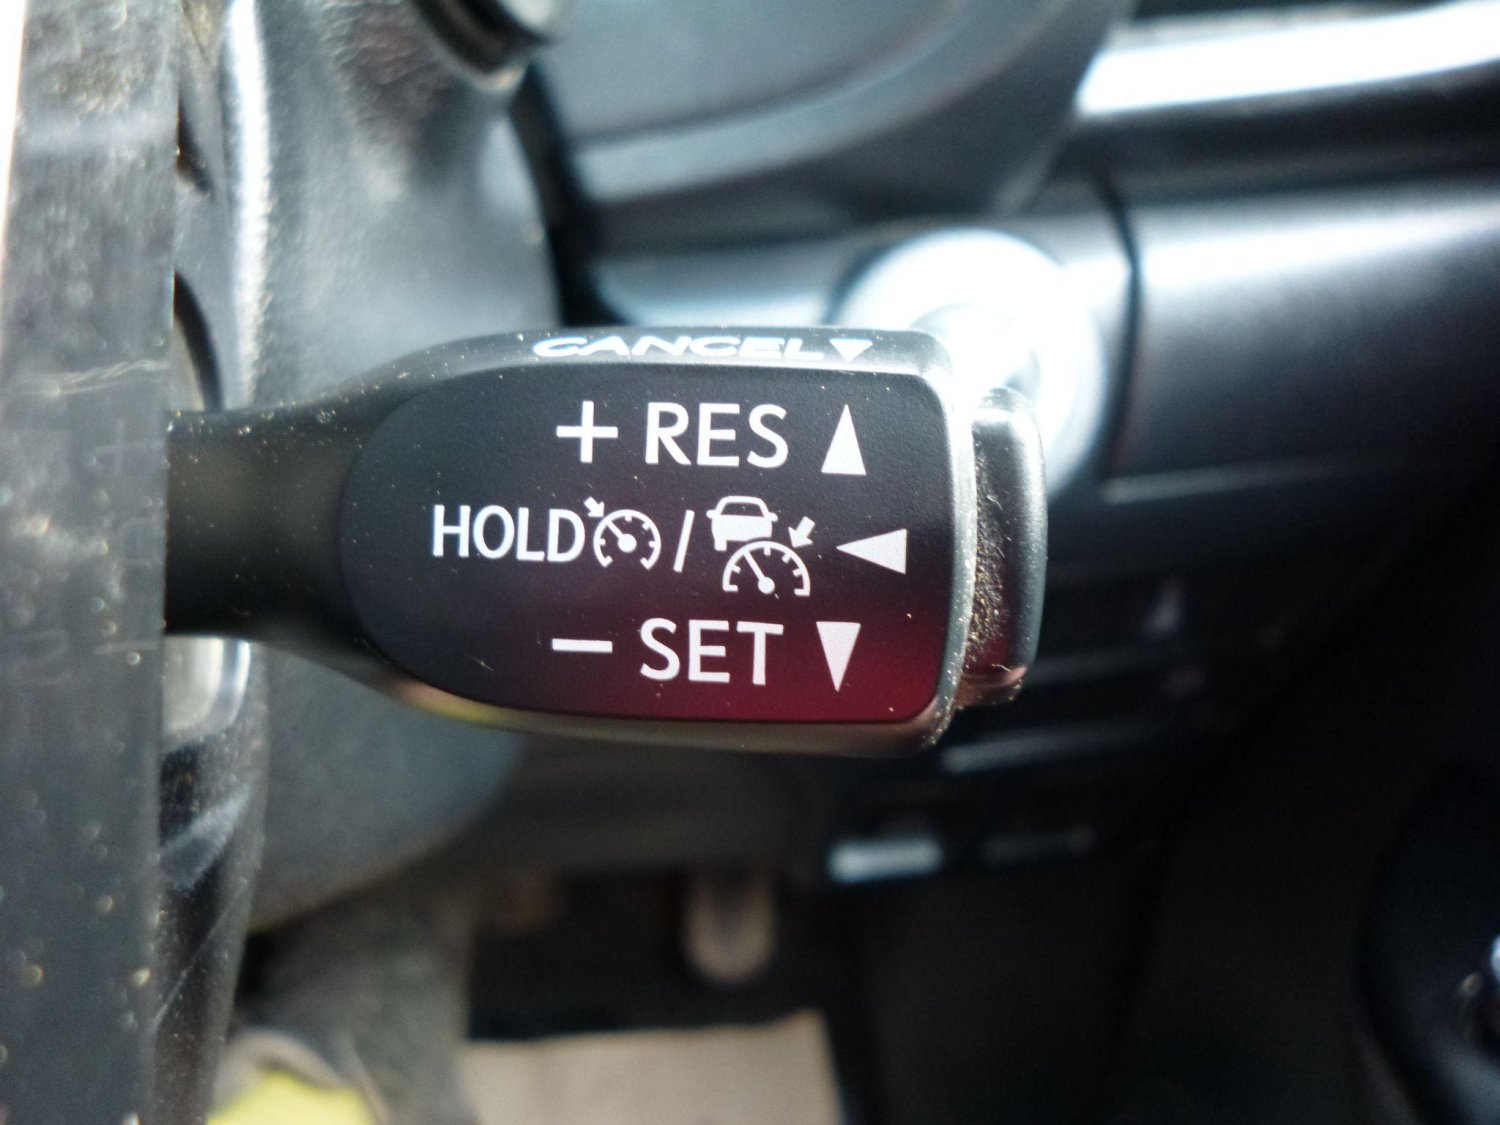 CANCEL▼
+ RES ▲
HOLD / ◀
− SET ▼